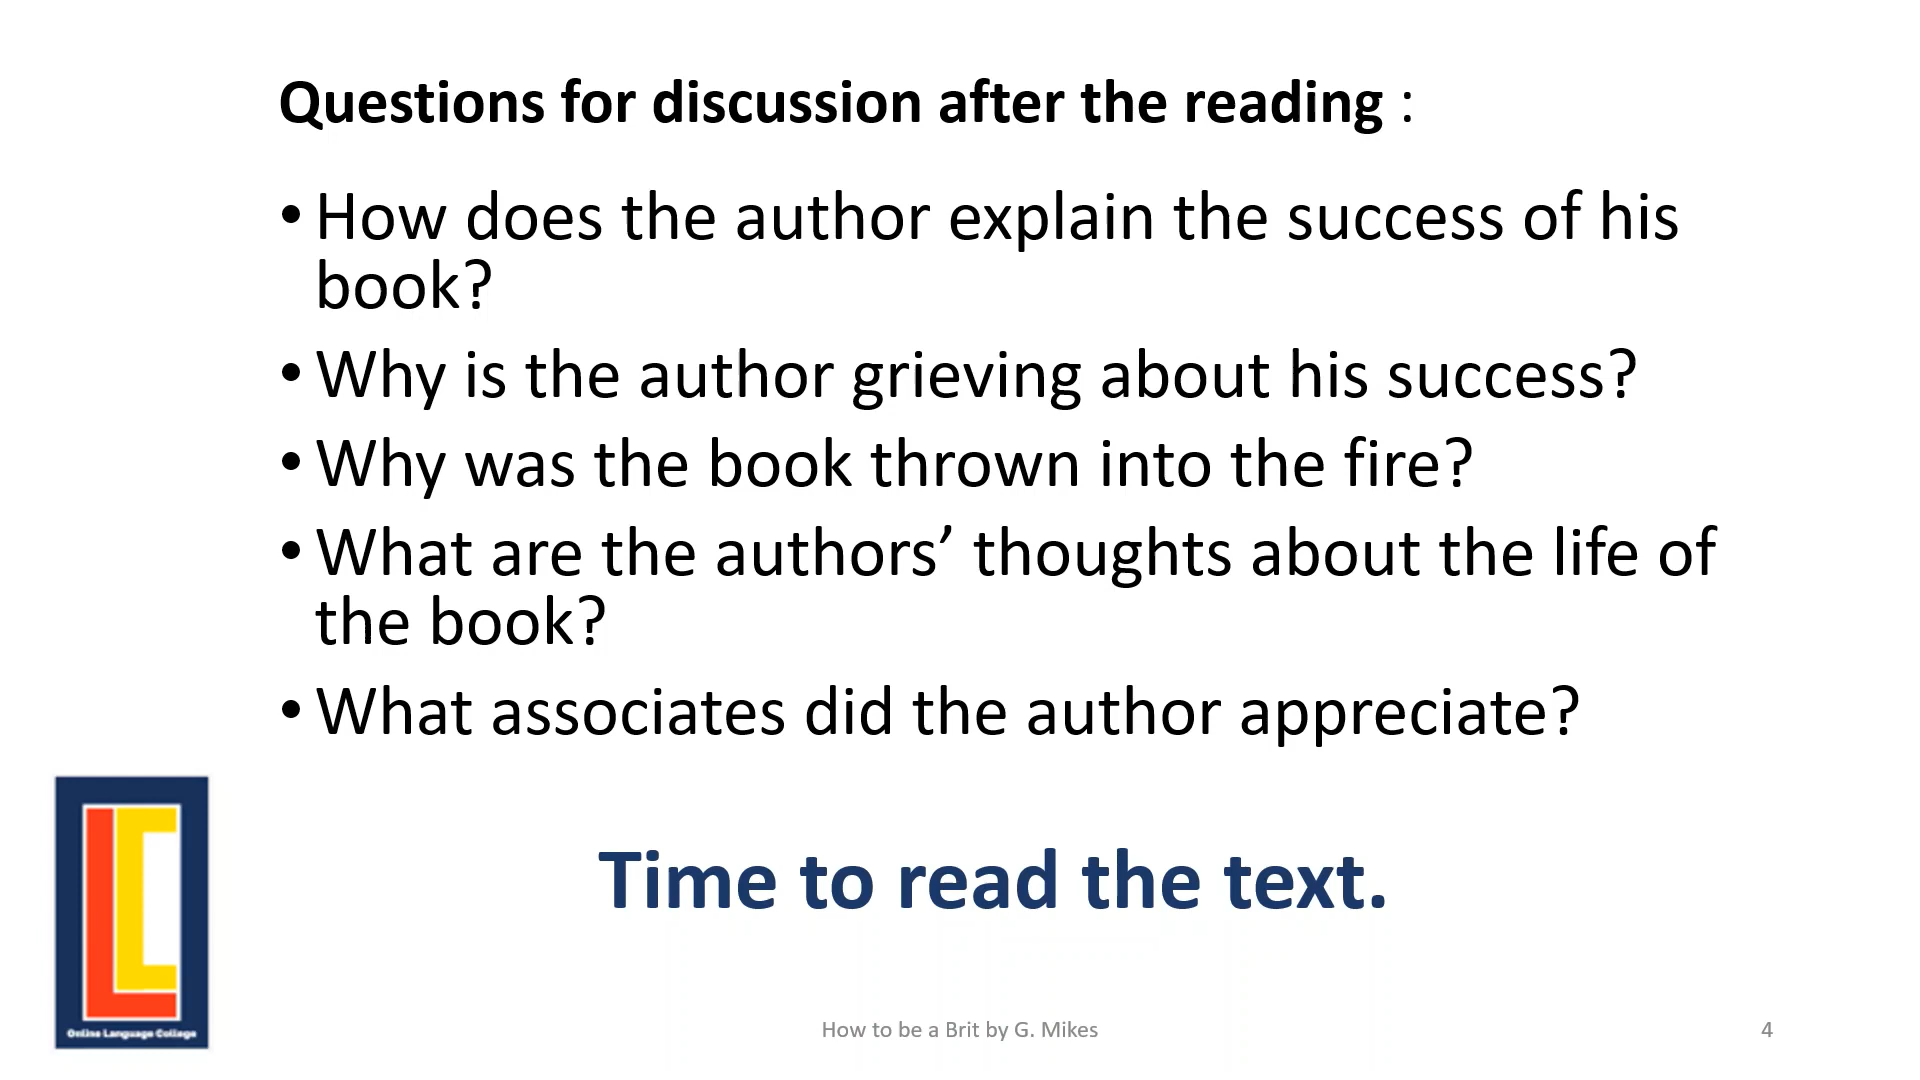 Questions for discussion after the reading :
• How does the author explain the success of his
book?
• Why is the author grieving about his success?
• Why was the book thrown into the fire?
• What are the authors’ thoughts about the life of
the book?
• What associates did the author appreciate?
Time to read the text.
Online Language College
How to be a Brit by G. Mikes
4